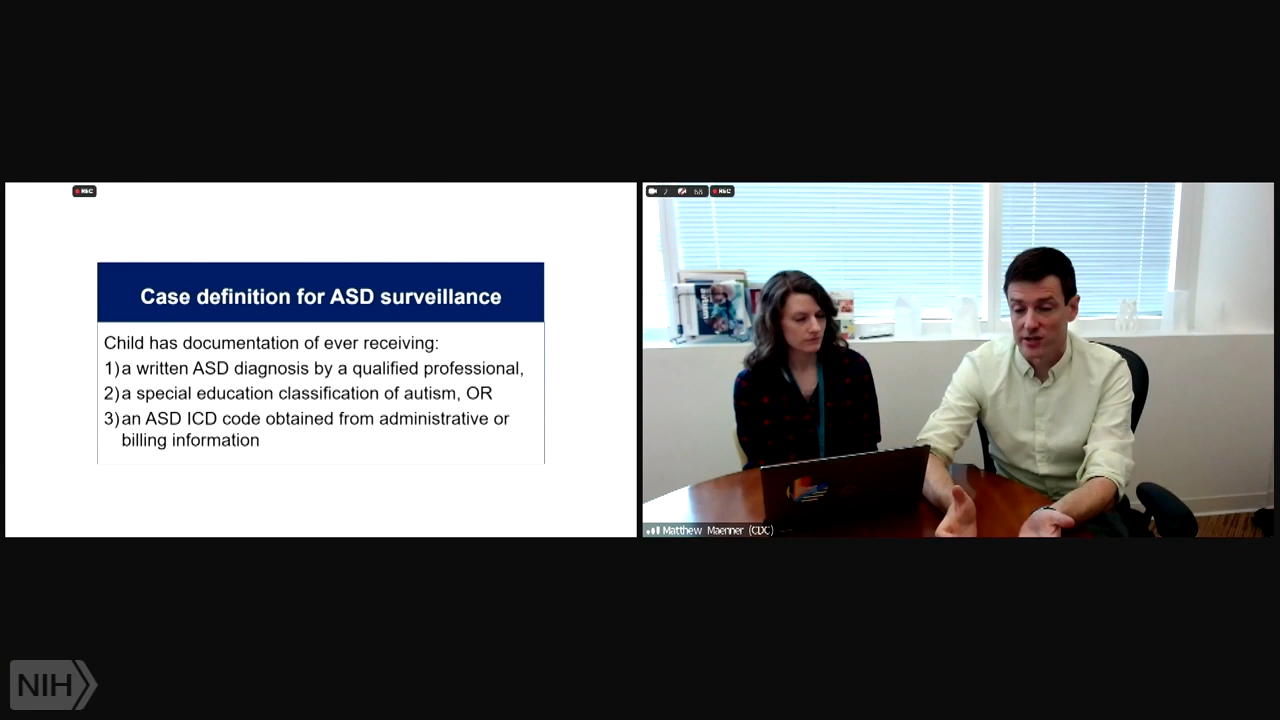 REC
Case definition for ASD surveillance
Child has documentation of ever receiving:
1) a written ASD diagnosis by a qualified professional,
2) a special education classification of autism, OR
3) an ASD ICD code obtained from administrative or
billing information
REC
Matthew Maenner (CDC)
NIH